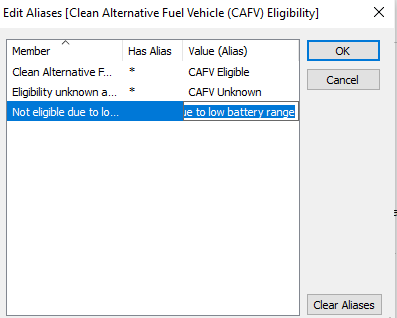 Edit Aliases [Clean Alternative Fuel Vehicle (CAFV) Eligibility]
Member Has Alias Value (Alias)
Clean Alternative F... * CAFV Eligible
Eligibility unknown a... * CAFV Unknown
Not eligible due to lo... ue to low battery range
OK
Cancel
Clear Aliases